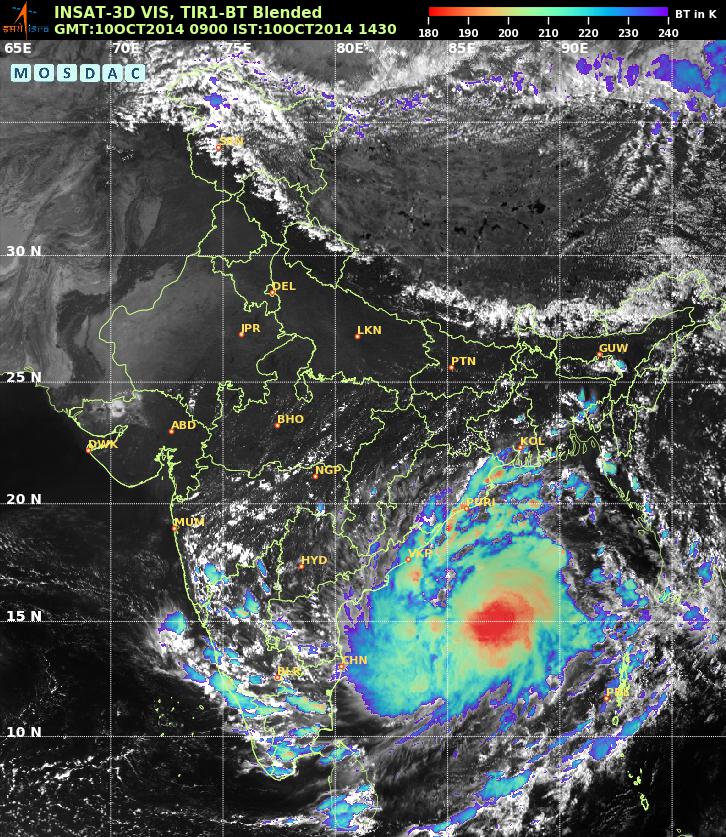 INSAT-3D VIS, TIR1-BT Blended
GMT:10OCT2014 0900 IST:10OCT2014 1430
BT in K
180 190 200 210 220 230 240
65E 70E 75E 80E 85E 90E
MOSDAC
SRN
30 N
DEL
JPR LKN
GUW
PTN
25 N
BHO
ABD
DWK KOL
NGP
20 N PURI
MUM
VKP
HYD
15 N
CHN
BLR
PBL
10 N